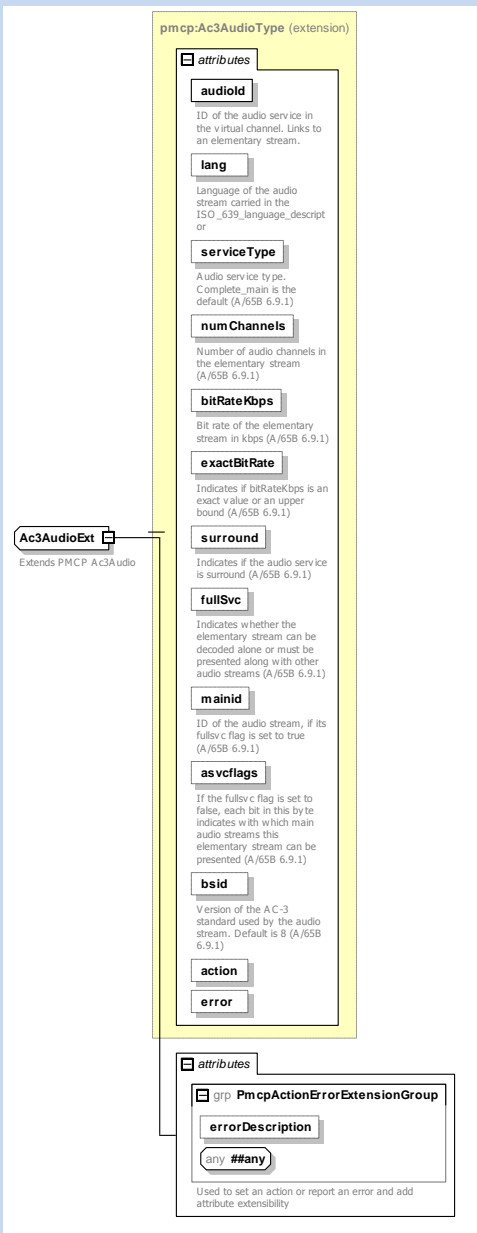 pmcp:Ac3AudioType (extension)
attributes
audioId
ID of the audio service in
the virtual channel. Links to
an elementary stream.
lang
Language of the audio
stream carried in the
ISO_639_language_descript
or
serviceType
Audio service type.
Complete_main is the
default (A/65B 6.9.1)
numChannels
Number of audio channels in
the elementary stream
(A/65B 6.9.1)
bitRateKbps
Bit rate of the elementary
stream in kbps (A/65B 6.9.1)
exactBitRate
Indicates if bitRateKbps is an
exact value or an upper
bound (A/65B 6.9.1)
Ac3AudioExt
Extends PMCP Ac3Audio
surround
Indicates if the audio service
is surround (A/65B 6.9.1)
fullSvc
Indicates whether the
elementary stream can be
decoded alone or must be
presented along with other
audio streams (A/65B 6.9.1)
mainid
ID of the audio stream, if its
fullsvc flag is set to true
(A/65B 6.9.1)
asvcflags
If the fullsvc flag is set to
false, each bit in this byte
indicates with which main
audio streams this
elementary stream can be
presented (A/65B 6.9.1)
bsid
Version of the AC-3
standard used by the audio
stream. Default is 8 (A/65B
6.9.1)
action
error
attributes
grp PmcpActionErrorExtensionGroup
errorDescription
any ##any
Used to set an action or report an error and add
attribute extensibility